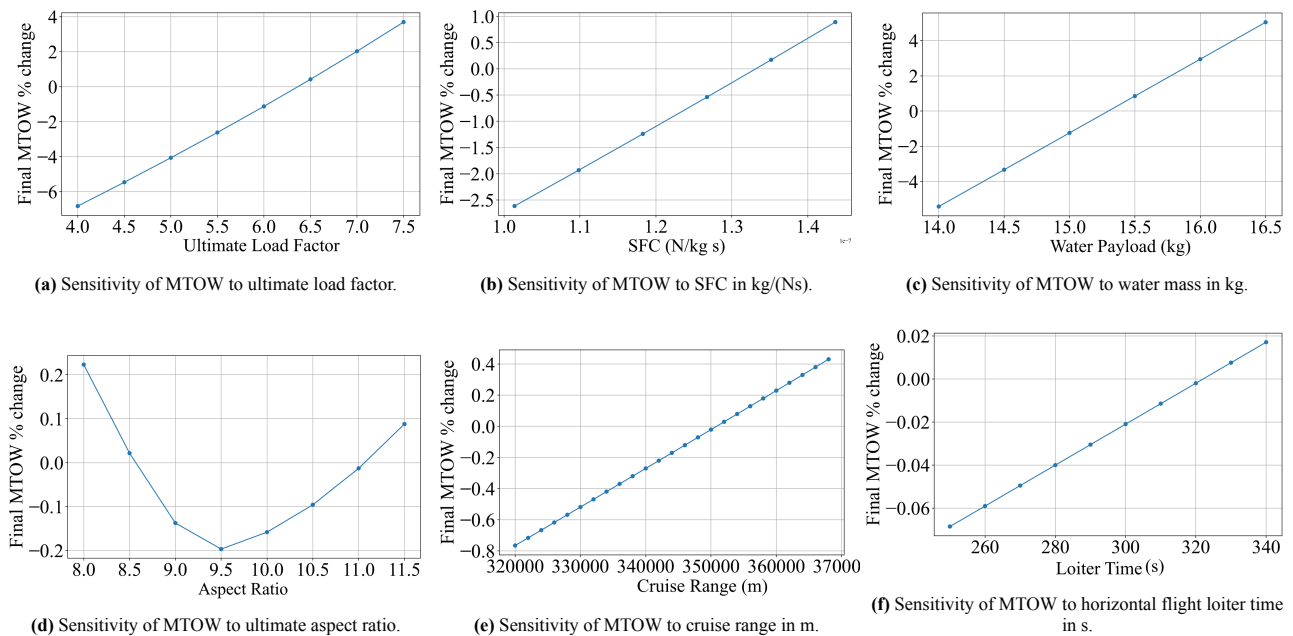 Final MTOW % change
4
2
0
−2
−4
−6
4.0 4.5 5.0 5.5 6.0 6.5 7.0 7.5
Ultimate Load Factor
(a) Sensitivity of MTOW to ultimate load factor.
Final MTOW % change
1.0
0.5
0.0
−0.5
−1.0
−1.5
−2.0
−2.5
1.0 1.1 1.2 1.3 1.4
SFC (N/kg s)
1e−7
(b) Sensitivity of MTOW to SFC in kg/(Ns).
Final MTOW % change
4
2
0
−2
−4
14.0 14.5 15.0 15.5 16.0 16.5
Water Payload (kg)
(c) Sensitivity of MTOW to water mass in kg.
Final MTOW % change
0.2
0.1
0.0
−0.1
−0.2
8.0 8.5 9.0 9.5 10.0 10.5 11.0 11.5
Aspect Ratio
(d) Sensitivity of MTOW to ultimate aspect ratio.
Final MTOW % change
0.4
0.2
0.0
−0.2
−0.4
−0.6
−0.8
320000 330000 340000 350000 360000 370000
Cruise Range (m)
(e) Sensitivity of MTOW to cruise range in m.
Final MTOW % change
0.02
0.00
−0.02
−0.04
−0.06
260 280 300 320 340
Loiter Time (s)
(f) Sensitivity of MTOW to horizontal flight loiter time
in s.